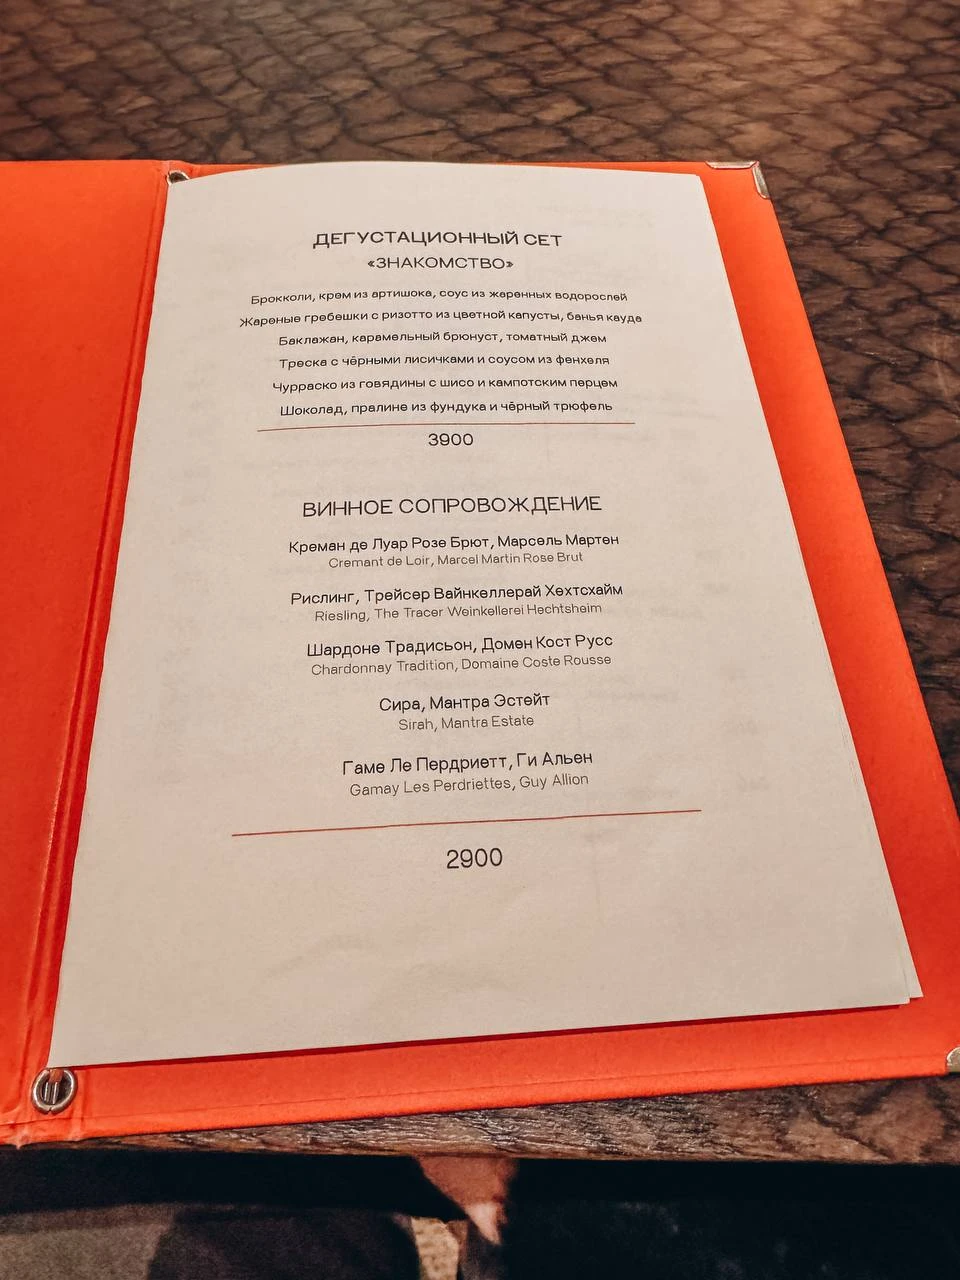 ДЕГУСТАЦИОННЫЙ СЕТ
«ЗНАКОМСТВО»
Брокколи, крем из артишока, соус из жаренных водорослей
Жареные гребешки с ризотто из цветной капусты, банья кауда
Баклажан, карамельный брюнуст, томатный джем
Треска с чёрными лисичками и соусом из фенхеля
Чурраско из говядины с шисо и кампотским перцем
Шоколад, пралине из фундука и чёрный трюфель
3900
ВИННОЕ СОПРОВОЖДЕНИЕ
Креман де Луар Розе Брют, Марсель Мартен
Cremant de Loir, Marcel Martin Rose Brut
Рислинг, Трейсер Вайнкеллерай Хехтсхайм
Riesling, The Tracer Weinkellerei Hechtsheim
Шардоне Традисьон, Домен Кост Русс
Chardonnay Tradition, Domaine Coste Rousse
Сира, Мантра Эстейт
Sirah, Mantra Estate
Гаме Ле Пердриетт, Ги Альен
Gamay Les Perdriettes, Guy Allion
2900